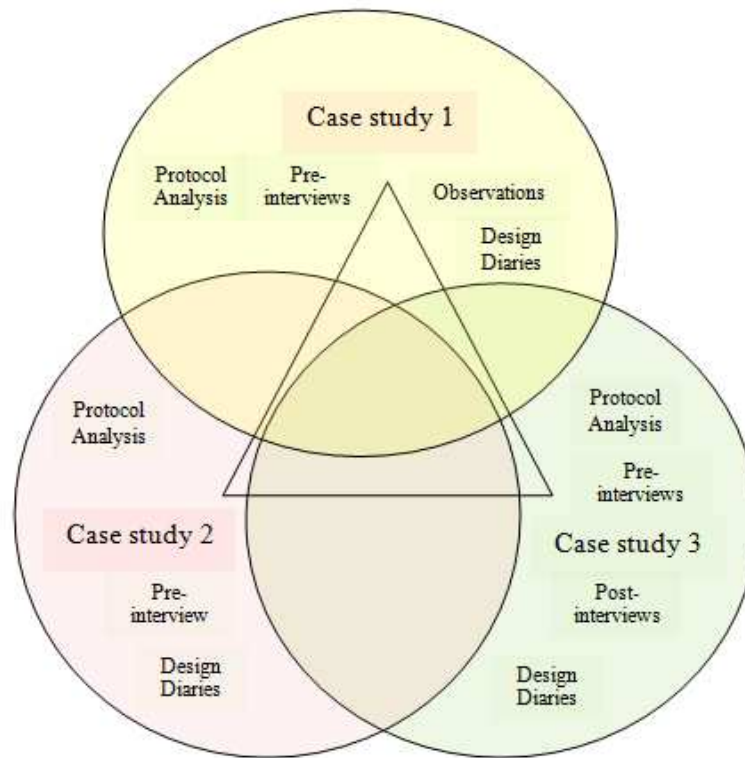 Case study 1
Protocol
Analysis
Pre-
interviews
Observations
Design
Diaries
Protocol
Analysis
Case study 2
Pre-
interview
Design
Diaries
Protocol
Analysis
Pre-
interviews
Case study 3
Post-
interviews
Design
Diaries